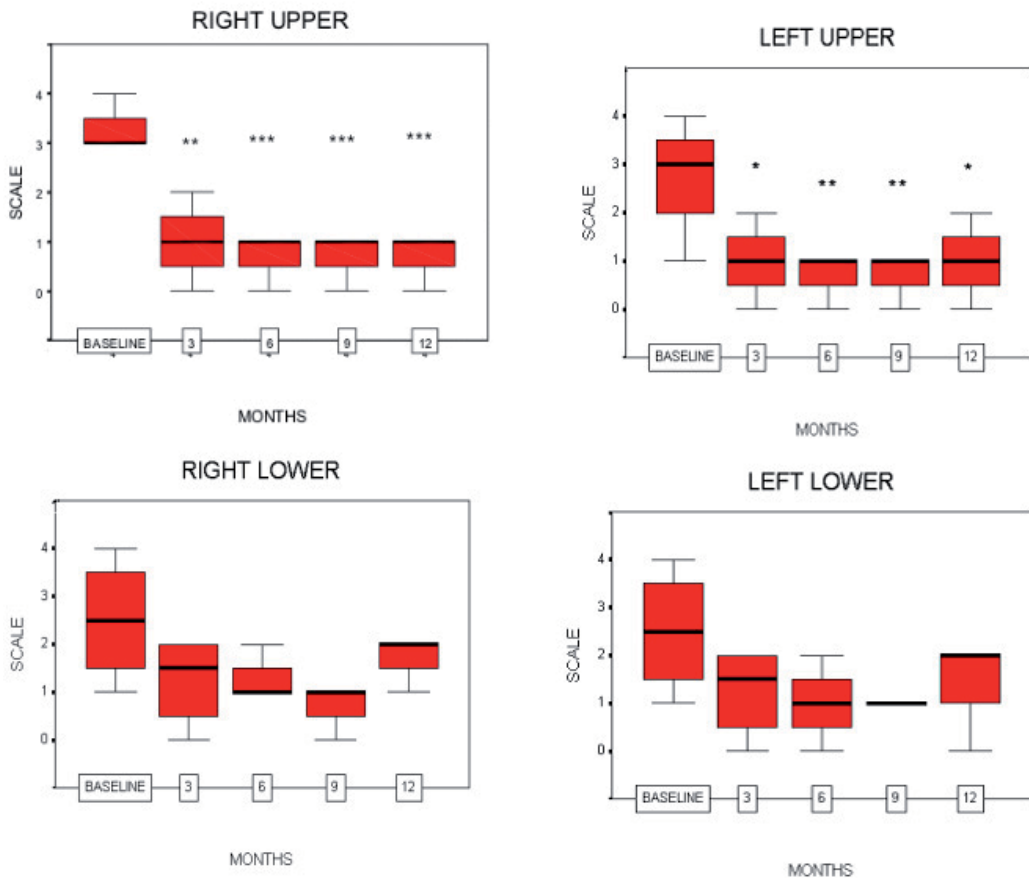 RIGHT UPPER
SCALE
4
3
2
1
0
** *** *** ***
BASELINE 3 6 9 12
MONTHS
LEFT UPPER
SCALE
4
3
2
1
0
* ** ** *
BASELINE 3 6 9 12
MONTHS
RIGHT LOWER
SCALE
4
3
2
1
0
BASELINE 3 6 9 12
MONTHS
LEFT LOWER
SCALE
4
3
2
1
0
BASELINE 3 6 9 12
MONTHS